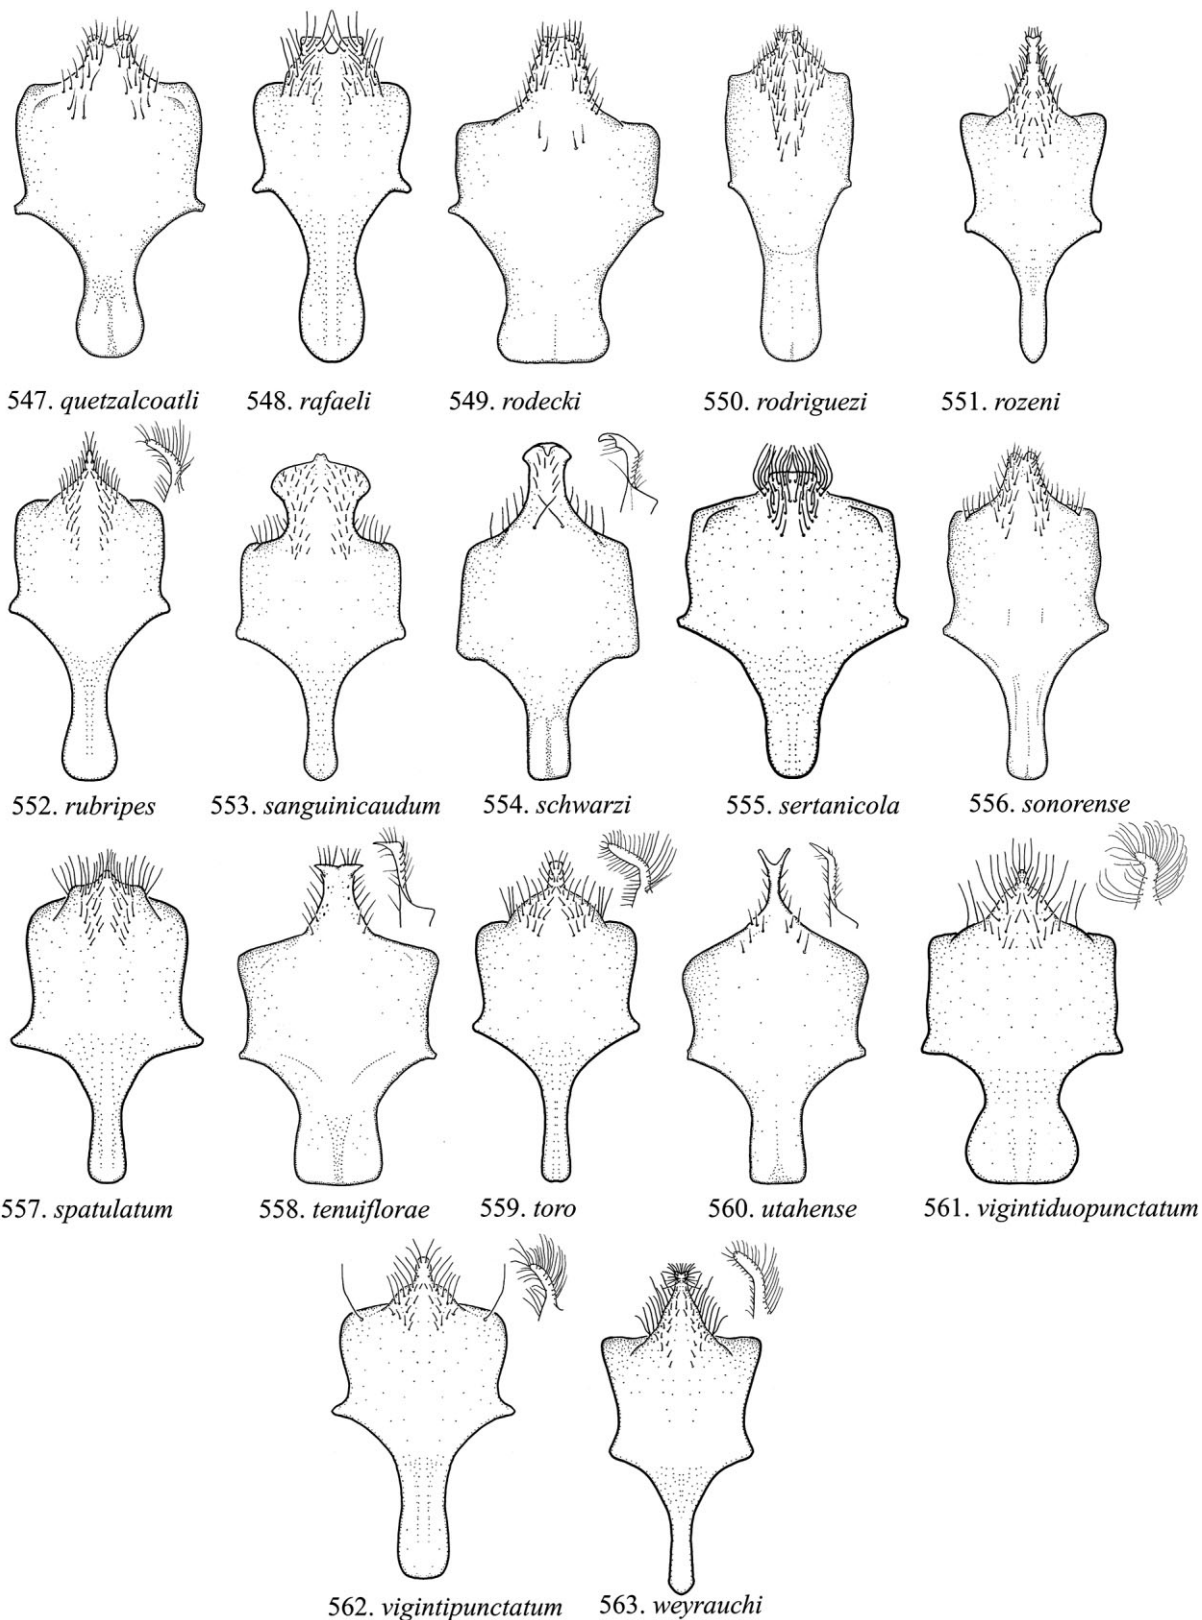 547. quetzalcoatli 548. rafaeli 549. rodecki 550. rodriguezi 551. rozeni
552. rubripes 553. sanguinicaudum 554. schwarzi 555. sertanicola 556. sonorense
557. spatulatum 558. tenuiflorae 559. toro 560. utahense 561. vigintiduopunctatum
562. vigintipunctatum 563. weyrauchi